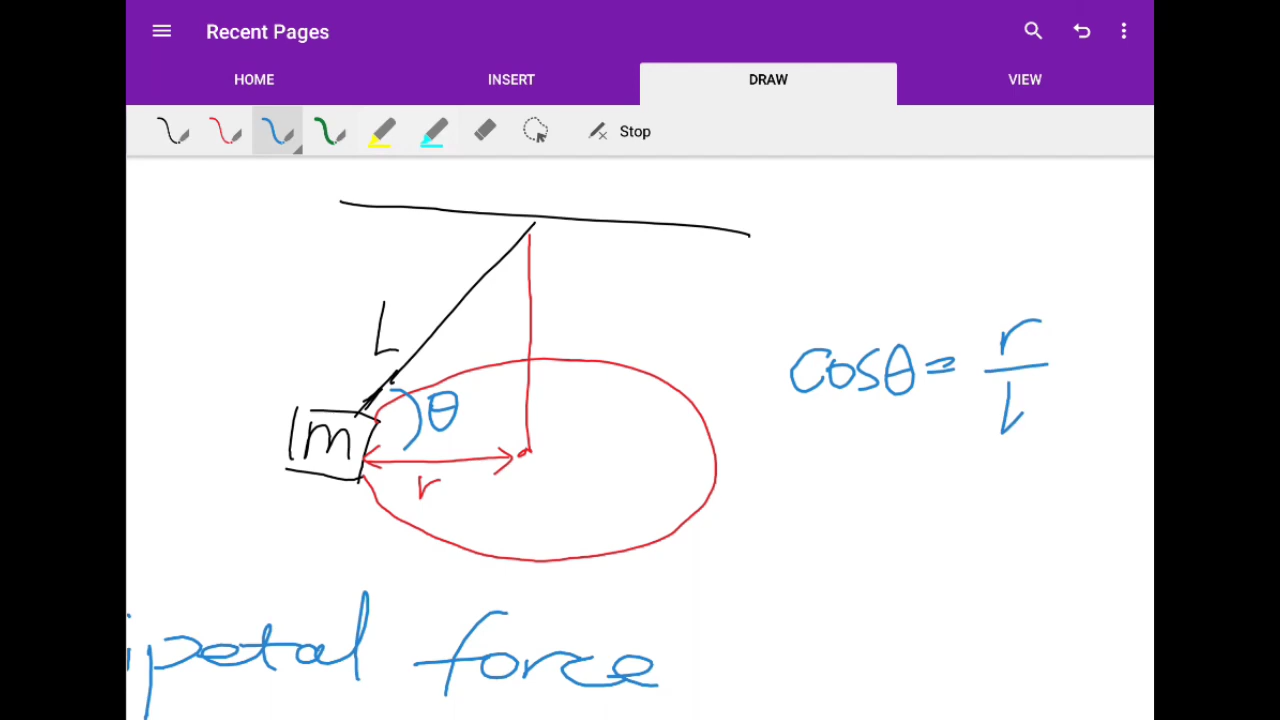 Recent Pages
HOME INSERT DRAW VIEW
Stop
L
cosθ = r/L
θ
m
r
ipetal force